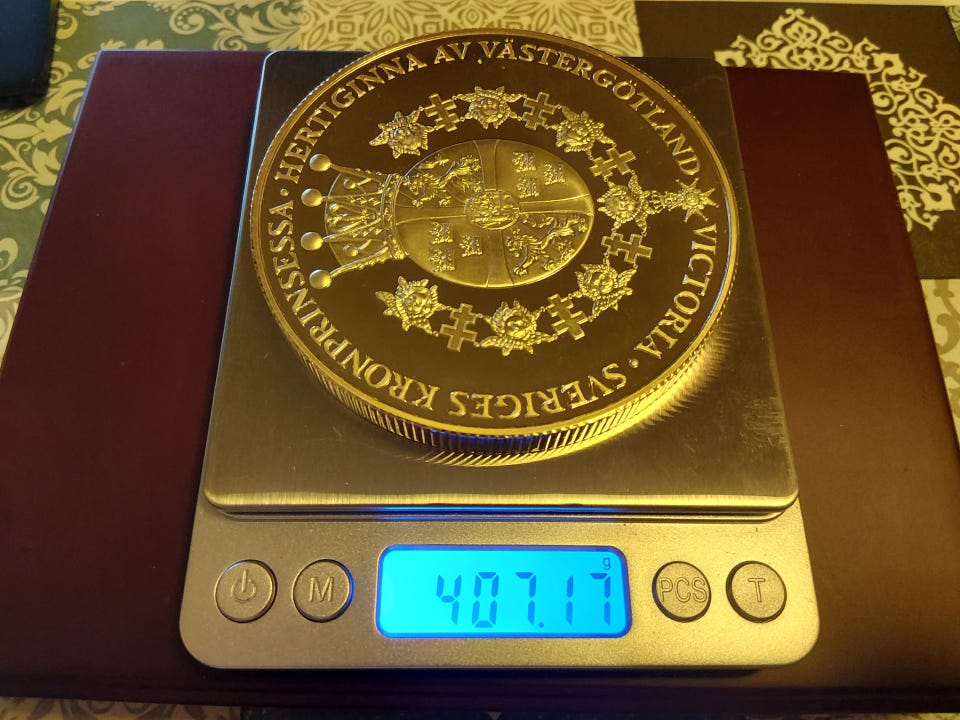 VICTORIA · SVERIGES KRONPRINSESSA · HERTIGINNA AV VÄSTERGÖTLAND
g
407.17
M
PCS
T